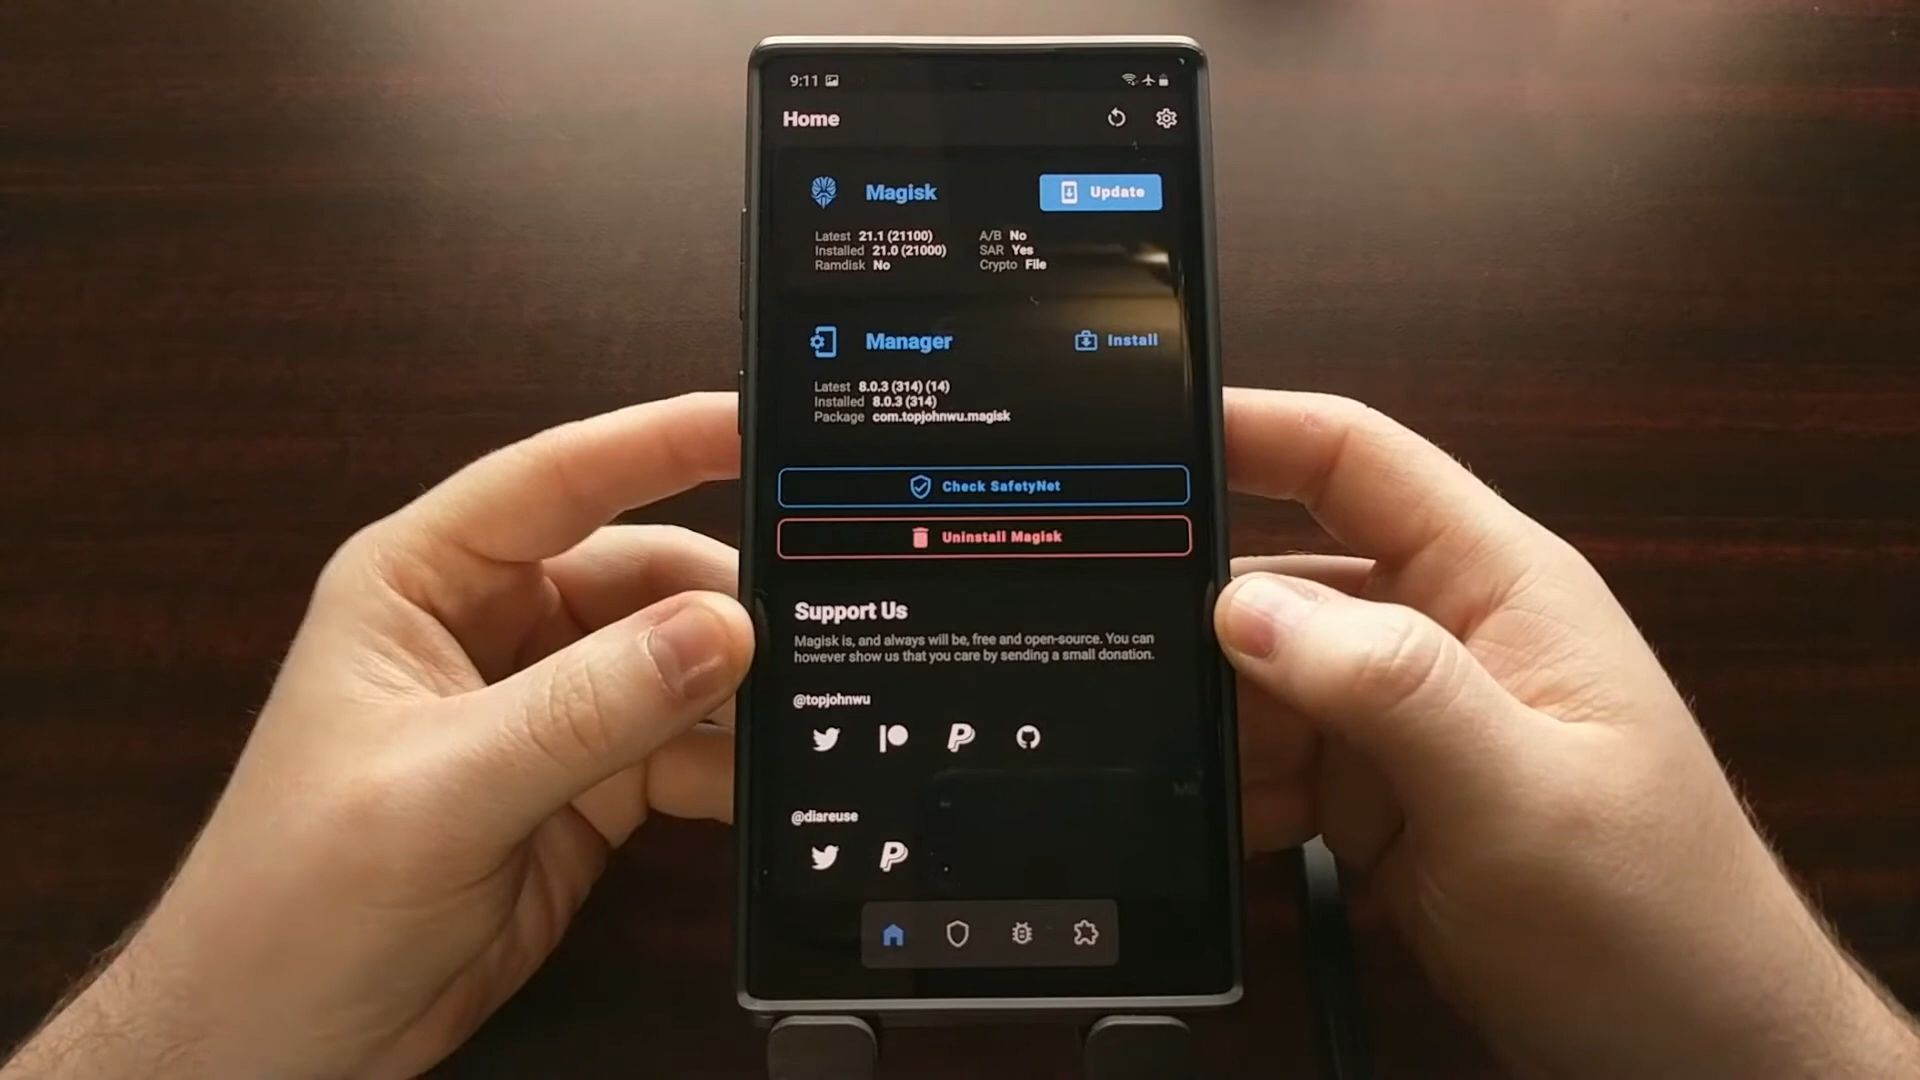 9:11
Home
Magisk
Update
Latest 21.1 (21100)
A/B No
Installed 21.0 (21000)
SAR Yes
Ramdisk No
Crypto File
Manager
Install
Latest 8.0.3 (314) (14)
Installed 8.0.3 (314)
Package com.topjohnwu.magisk
Check SafetyNet
Uninstall Magisk
Support Us
Magisk is, and always will be, free and open-source. You can
however show us that you care by sending a small donation.
@topjohnwu
@diareuse